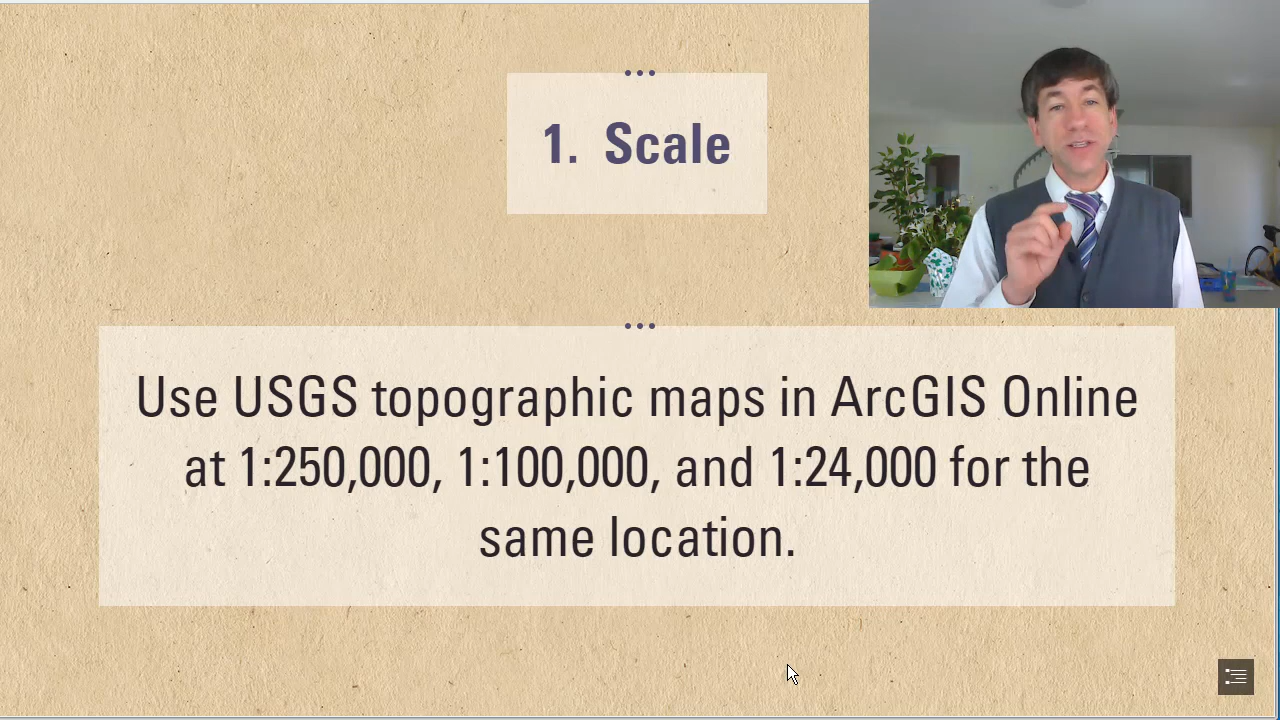 1. Scale
Use USGS topographic maps in ArcGIS Online
at 1:250,000, 1:100,000, and 1:24,000 for the
same location.